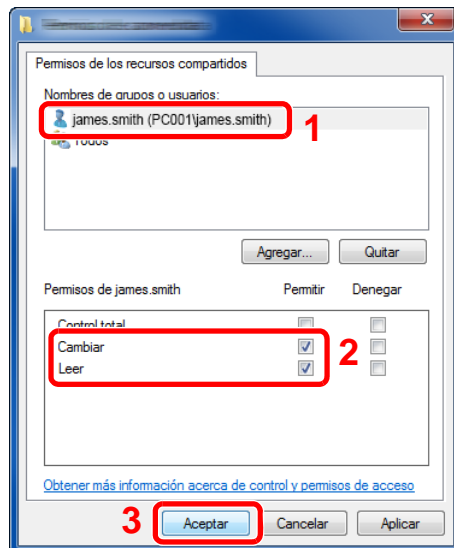 Permisos de los recursos compartidos
Nombres de grupos o usuarios:
james.smith (PC001\james.smith)
1
Todos
Agregar...
Quitar
Permisos de james.smith
Permitir
Denegar
Control total
Cambiar
2
Leer
Obtener más información acerca de control y permisos de acceso
3
Aceptar
Cancelar
Aplicar